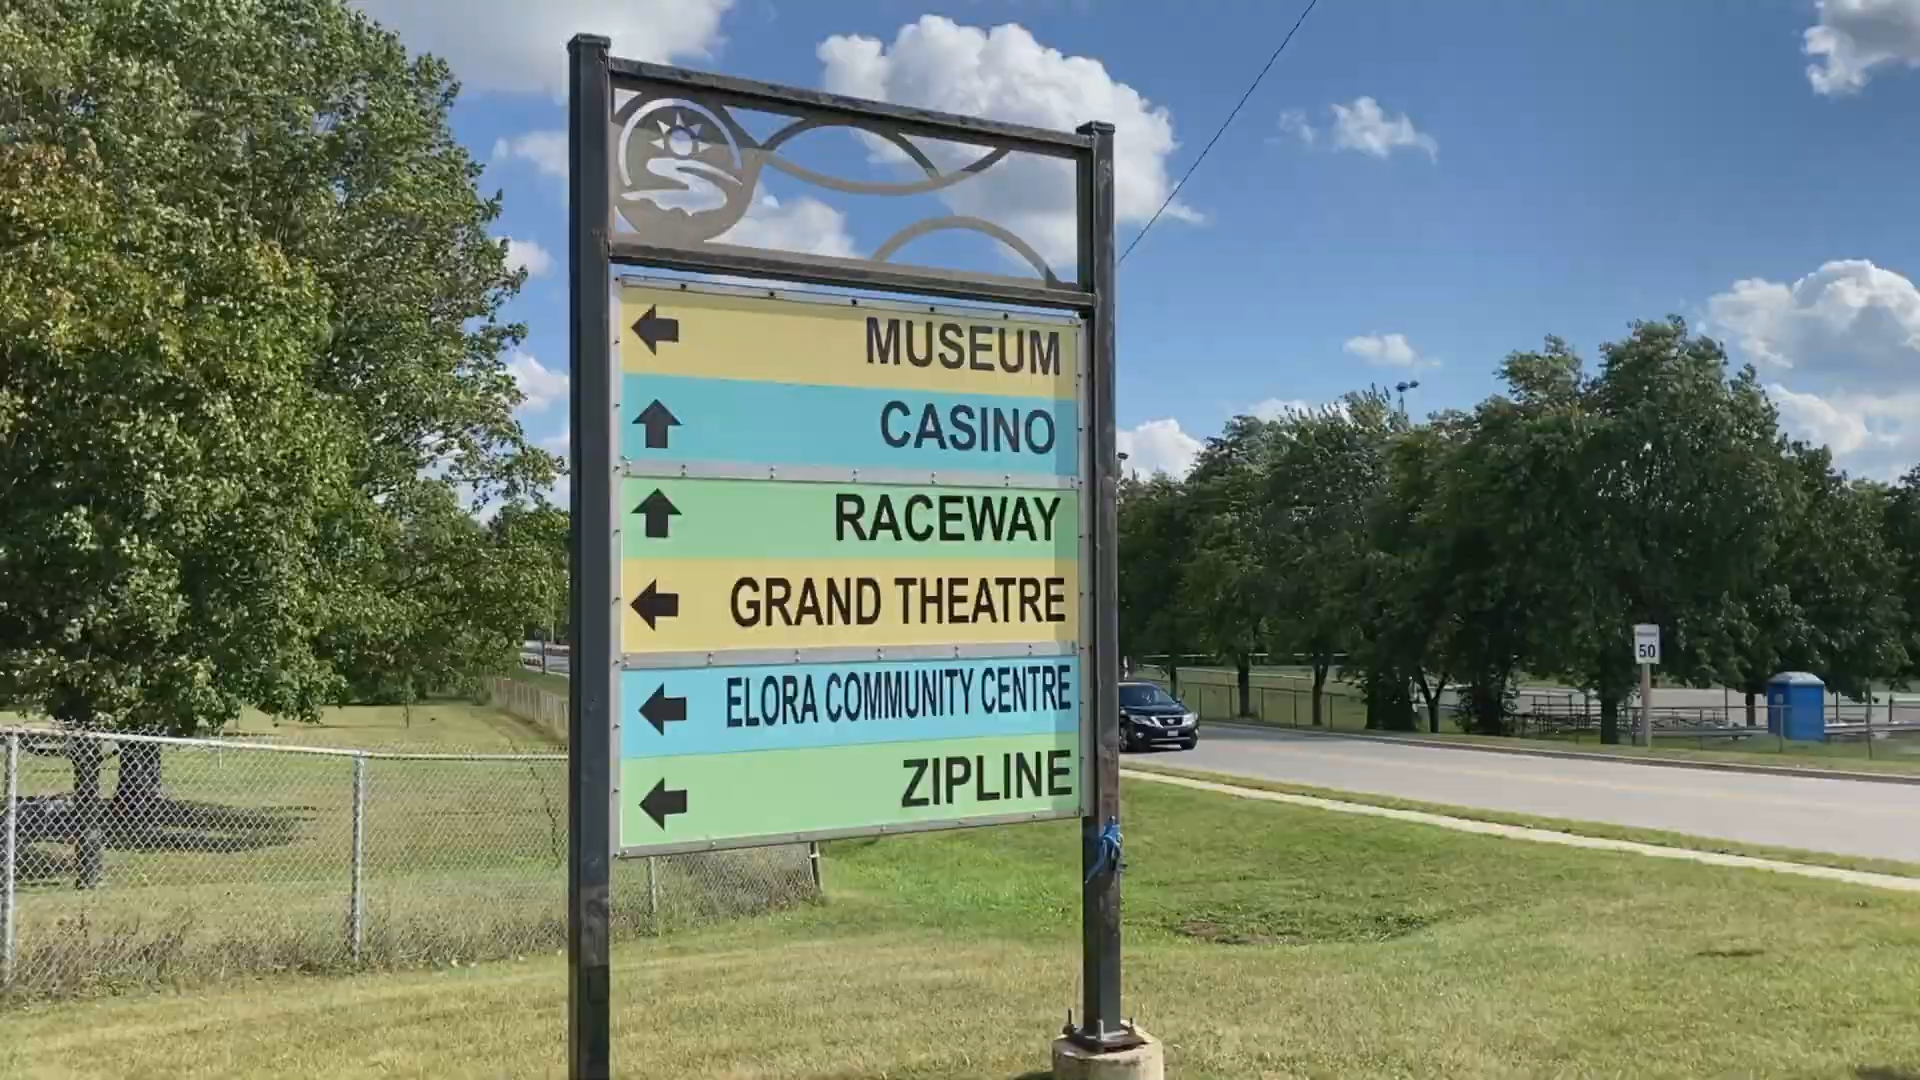 MUSEUM
CASINO
RACEWAY
GRAND THEATRE
ELORA COMMUNITY CENTRE
ZIPLINE
50